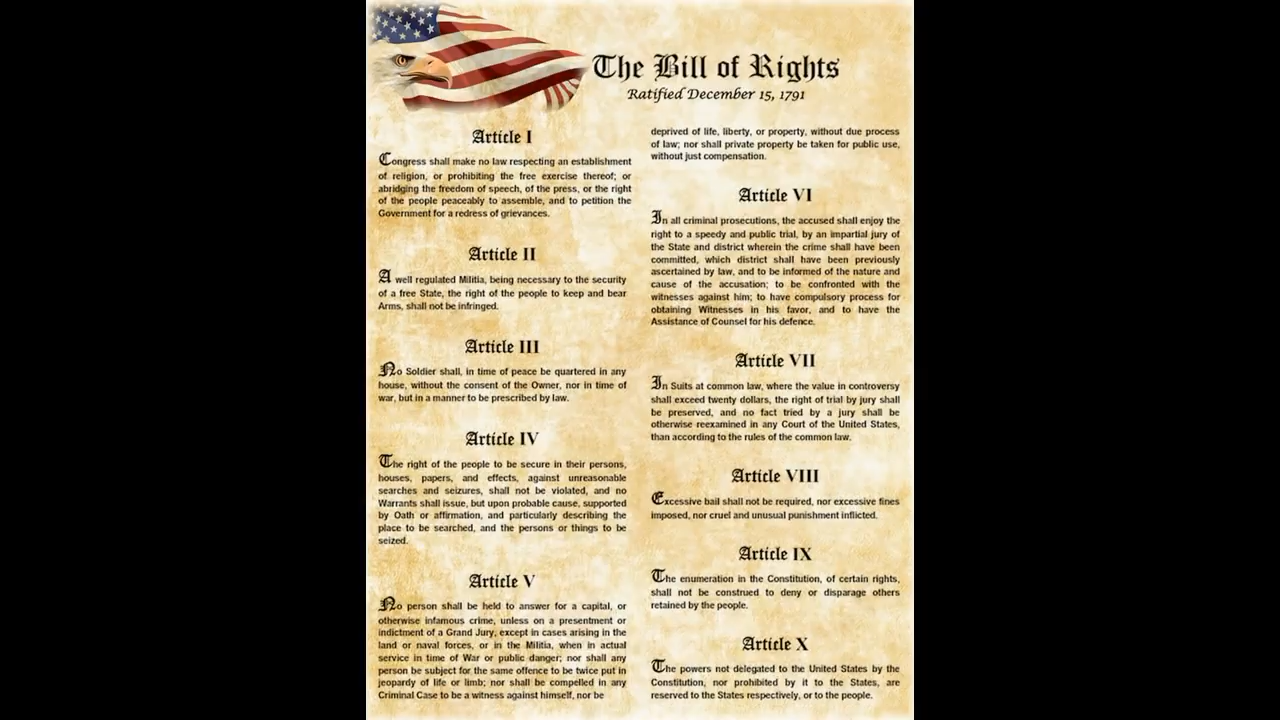 The Bill of Rights
Ratified December 15, 1791
Article I
Congress shall make no law respecting an establishment
of religion, or prohibiting the free exercise thereof; or
abridging the freedom of speech, of the press, or the right
of the people peaceably to assemble, and to petition the
Government for a redress of grievances.
Article II
A well regulated Militia, being necessary to the security
of a free State, the right of the people to keep and bear
Arms, shall not be infringed.
Article III
No Soldier shall, in time of peace be quartered in any
house, without the consent of the Owner, nor in time of
war, but in a manner to be prescribed by law.
Article IV
The right of the people to be secure in their persons,
houses, papers, and effects, against unreasonable
searches and seizures, shall not be violated, and no
Warrants shall issue, but upon probable cause, supported
by Oath or affirmation, and particularly describing the
place to be searched, and the persons or things to be
seized.
Article V
No person shall be held to answer for a capital, or
otherwise infamous crime, unless on a presentment or
indictment of a Grand Jury, except in cases arising in the
land or naval forces, or in the Militia, when in actual
service in time of War or public danger; nor shall any
person be subject for the same offence to be twice put in
jeopardy of life or limb; nor shall be compelled in any
Criminal Case to be a witness against himself, nor be
deprived of life, liberty, or property, without due process
of law; nor shall private property be taken for public use,
without just compensation.
Article VI
In all criminal prosecutions, the accused shall enjoy the
right to a speedy and public trial, by an impartial jury of
the State and district wherein the crime shall have been
committed, which district shall have been previously
ascertained by law, and to be informed of the nature and
cause of the accusation; to be confronted with the
witnesses against him; to have compulsory process for
obtaining Witnesses in his favor, and to have the
Assistance of Counsel for his defence.
Article VII
In Suits at common law, where the value in controversy
shall exceed twenty dollars, the right of trial by jury shall
be preserved, and no fact tried by a jury shall be
otherwise reexamined in any Court of the United States,
than according to the rules of the common law.
Article VIII
Excessive bail shall not be required, nor excessive fines
imposed, nor cruel and unusual punishment inflicted.
Article IX
The enumeration in the Constitution, of certain rights,
shall not be construed to deny or disparage others
retained by the people.
Article X
The powers not delegated to the United States by the
Constitution, nor prohibited by it to the States, are
reserved to the States respectively, or to the people.